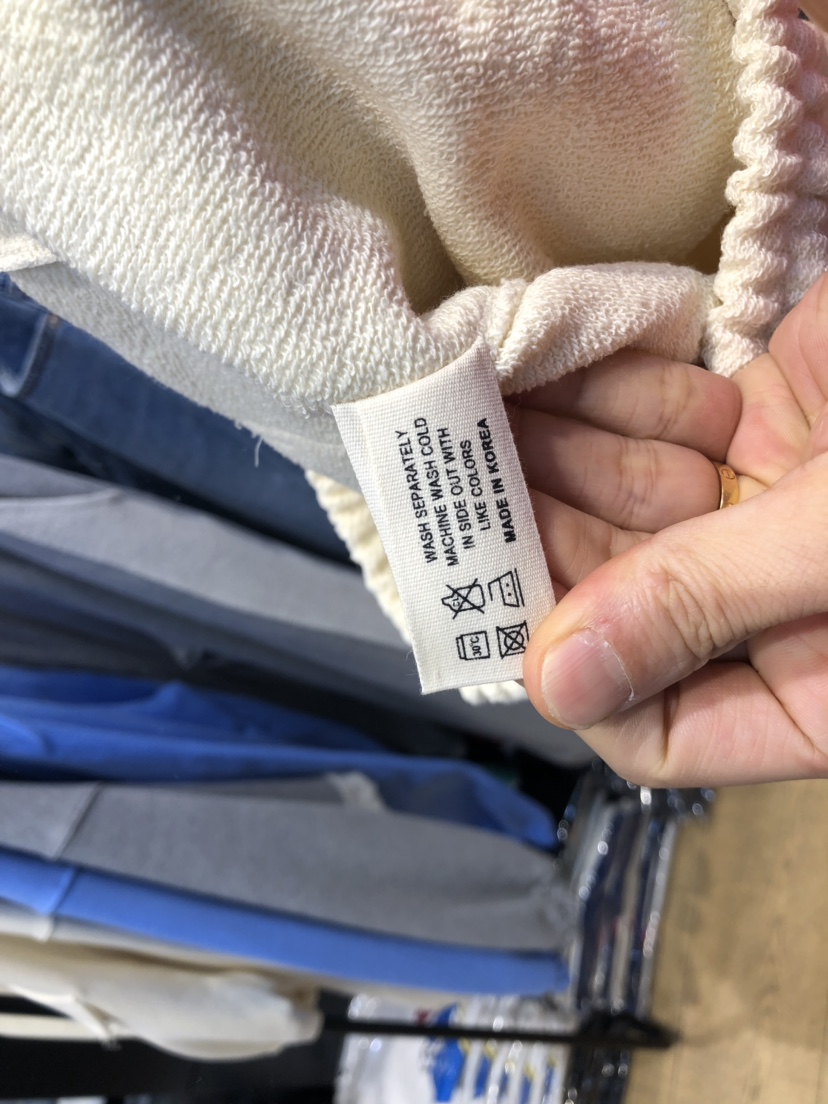 WASH SEPARATELY
MACHINE WASH COLD
IN SIDE OUT WITH
LIKE COLORS
MADE IN KOREA
30°C